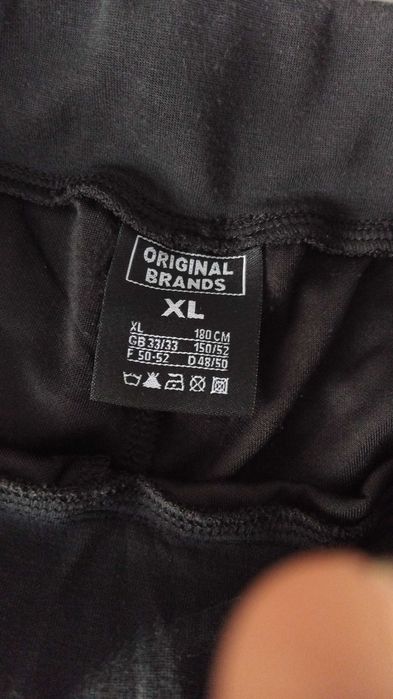 ORIGINAL
BRANDS
XL
XL 180 CM
GB 33/33 150/52
F 50-52 D 48/50